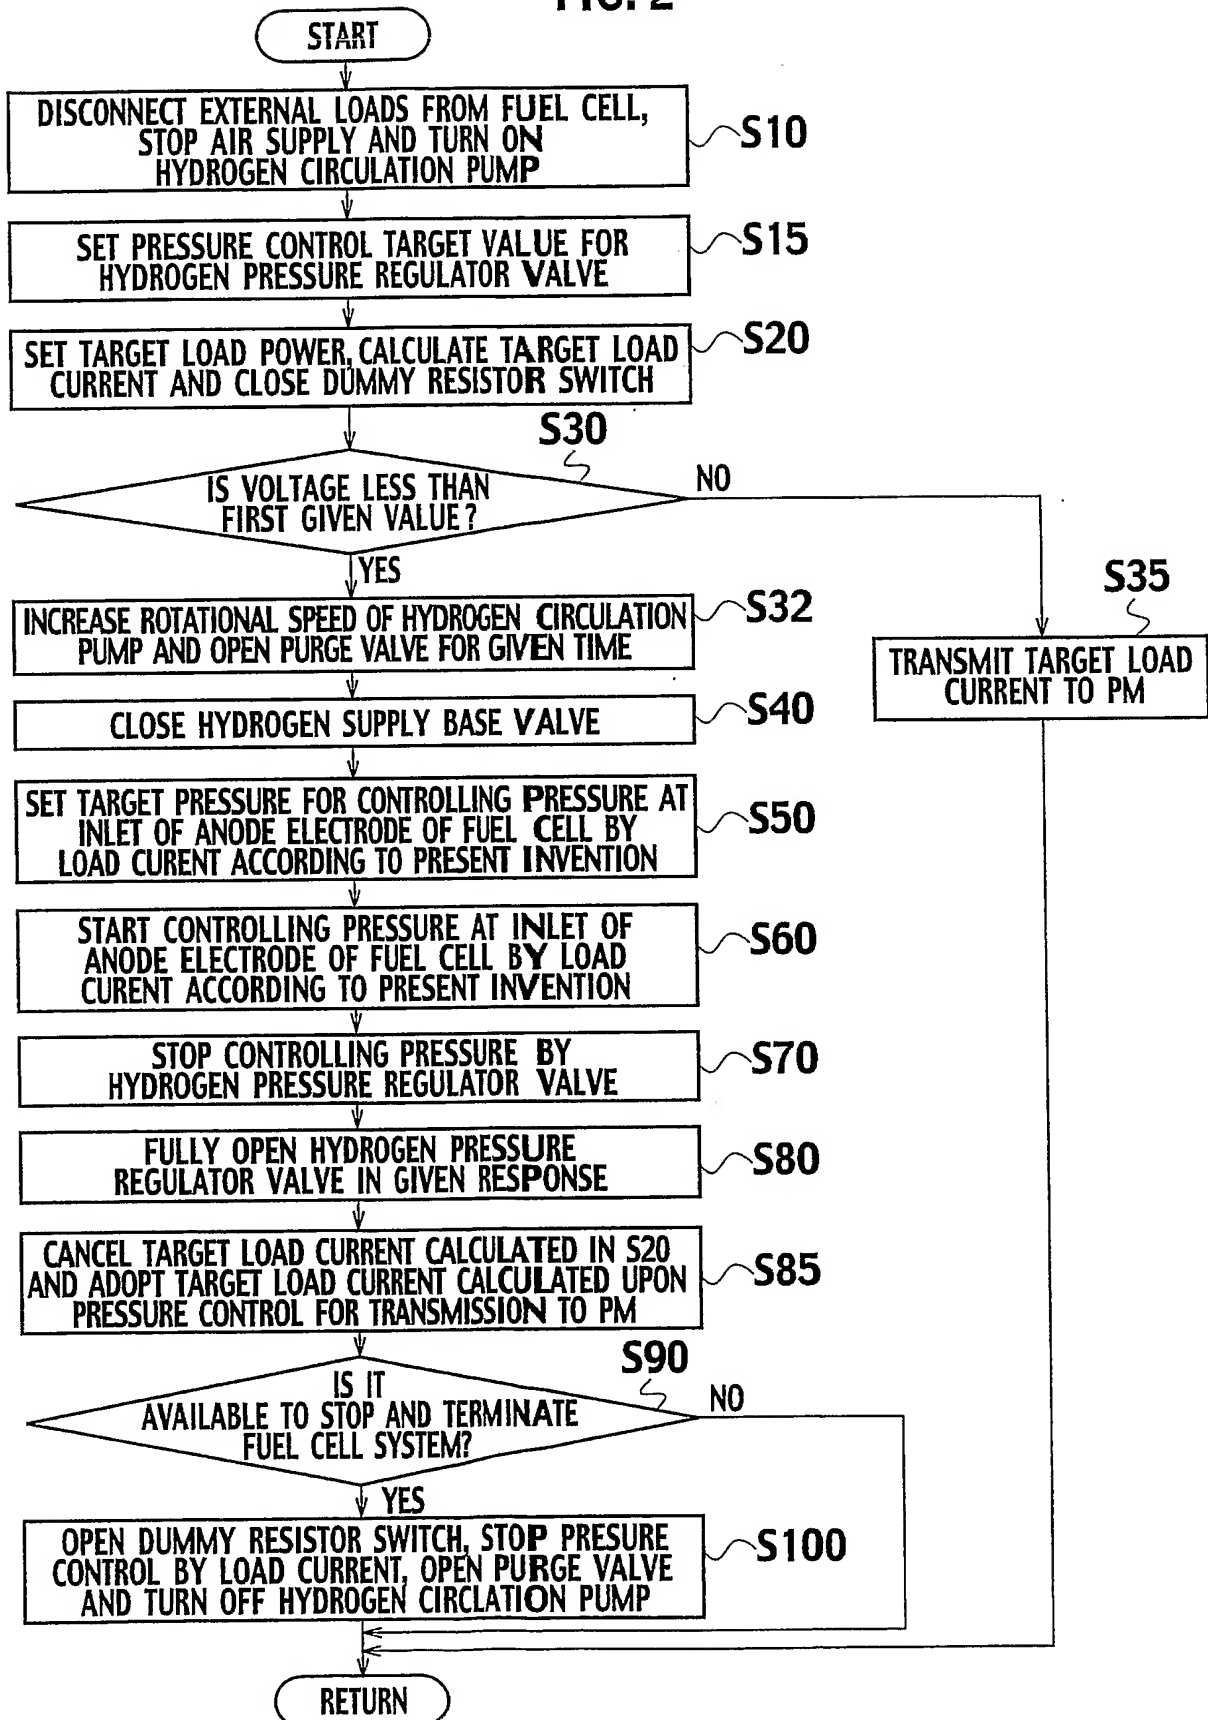 FIG. 2
START
DISCONNECT EXTERNAL LOADS FROM FUEL CELL,
STOP AIR SUPPLY AND TURN ON
HYDROGEN CIRCULATION PUMP
S10
SET PRESSURE CONTROL TARGET VALUE FOR
HYDROGEN PRESSURE REGULATOR VALVE
S15
SET TARGET LOAD POWER, CALCULATE TARGET LOAD
CURRENT AND CLOSE DUMMY RESISTOR SWITCH
S20
S30
IS VOLTAGE LESS THAN
FIRST GIVEN VALUE?
NO
YES
S35
TRANSMIT TARGET LOAD
CURRENT TO PM
INCREASE ROTATIONAL SPEED OF HYDROGEN CIRCULATION
PUMP AND OPEN PURGE VALVE FOR GIVEN TIME
S32
CLOSE HYDROGEN SUPPLY BASE VALVE
S40
SET TARGET PRESSURE FOR CONTROLLING PRESSURE AT
INLET OF ANODE ELECTRODE OF FUEL CELL BY
LOAD CURENT ACCORDING TO PRESENT INVENTION
S50
START CONTROLLING PRESSURE AT INLET OF
ANODE ELECTRODE OF FUEL CELL BY LOAD
CURENT ACCORDING TO PRESENT INVENTION
S60
STOP CONTROLLING PRESSURE BY
HYDROGEN PRESSURE REGULATOR VALVE
S70
FULLY OPEN HYDROGEN PRESSURE
REGULATOR VALVE IN GIVEN RESPONSE
S80
CANCEL TARGET LOAD CURRENT CALCULATED IN S20
AND ADOPT TARGET LOAD CURRENT CALCULATED UPON
PRESSURE CONTROL FOR TRANSMISSION TO PM
S85
S90
IS IT
AVAILABLE TO STOP AND TERMINATE
FUEL CELL SYSTEM?
NO
YES
OPEN DUMMY RESISTOR SWITCH, STOP PRESURE
CONTROL BY LOAD CURRENT, OPEN PURGE VALVE
AND TURN OFF HYDROGEN CIRCLATION PUMP
S100
RETURN